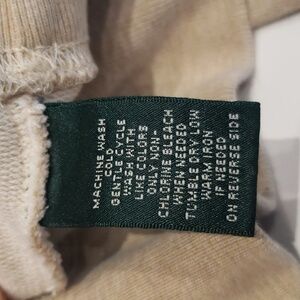 MACHINE WASH
COLD
GENTLE CYCLE
WASH WITH
LIKE COLORS
ONLY NON-
CHLORINE BLEACH
WHEN NEEDED
TUMBLE DRY LOW
WARM IRON
IF NEEDED
ON REVERSE SIDE